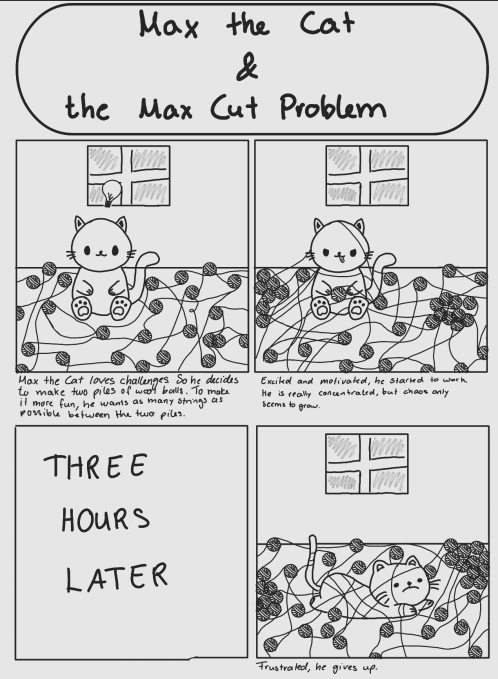 Max the Cat
&
the Max Cut Problem
Max the Cat loves challenges. So he decides
to make two piles of wool balls. To make
it more fun, he wants as many strings as
possible between the two piles.
Excited and motivated, he started to work.
He is really concentrated, but chaos only
seems to grow.
THREE
HOURS
LATER
Frustrated, he gives up.